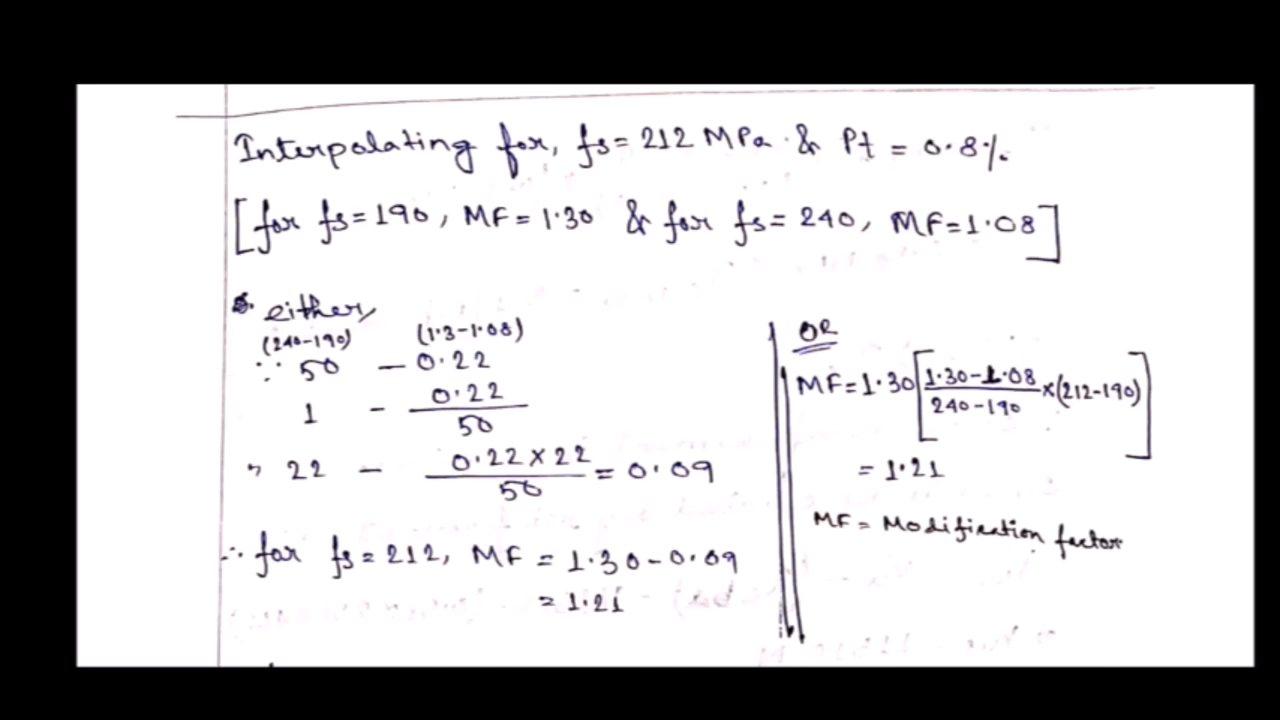 Interpolating for, fs = 212 MPa & Pt = 0.8%
[for fs = 190, MF = 1.30 & for fs = 240, MF = 1.08]
either,
(240-190) (1.3-1.08)
∵ 50 — 0.22
1 - 0.22/50
" 22 — 0.22 × 22/50 = 0.09
∴ for fs = 212, MF = 1.30 - 0.09
= 1.21
OR
MF = 1.30 [1.30-1.08/240-190 × (212-190)]
= 1.21
MF = Modification factor